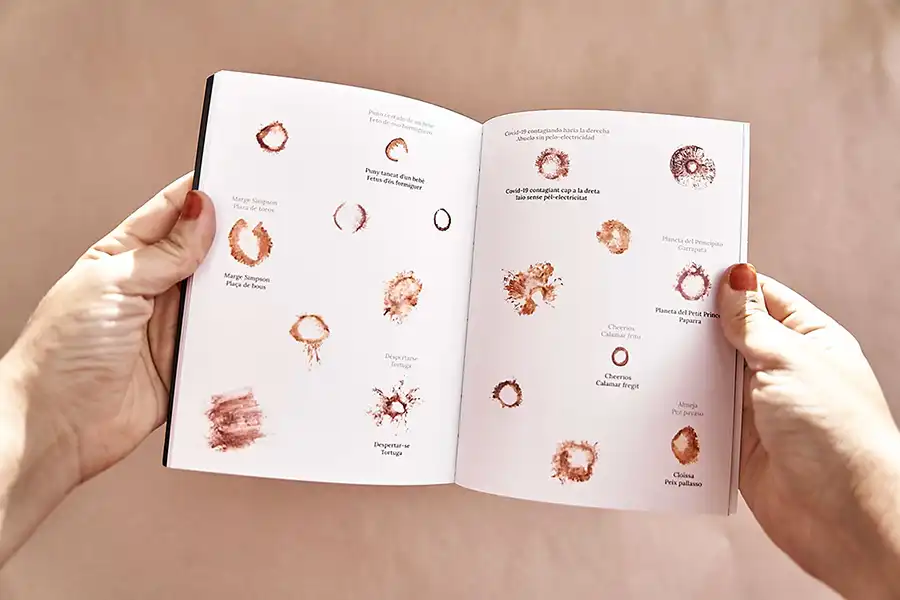 Puño cerrado de un bebé
Feto de oso hormiguero
Puny tancat d'un bebè
Fetus d'ós formiguer
Marge Simpson
Plaza de toros
Marge Simpson
Plaça de bous
Despertarse
Tortuga
Despertar-se
Tortuga
Covid-19 contagiando hacia la derecha
Abuelo sin pelo-electricidad
Covid-19 contagiant cap a la dreta
Iaio sense pèl-electricitat
Planeta del Principito
Garrapata
Planeta del Petit Prince
Paparra
Cheerios
Calamar frito
Cheerios
Calamar fregit
Almeja
Pez payaso
Cloïssa
Peix pallasso